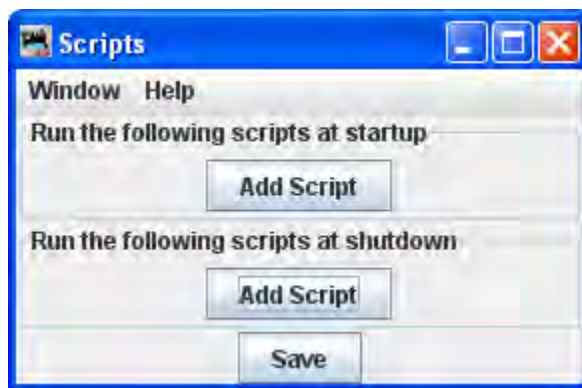 Scripts
Window Help
Run the following scripts at startup
Add Script
Run the following scripts at shutdown
Add Script
Save